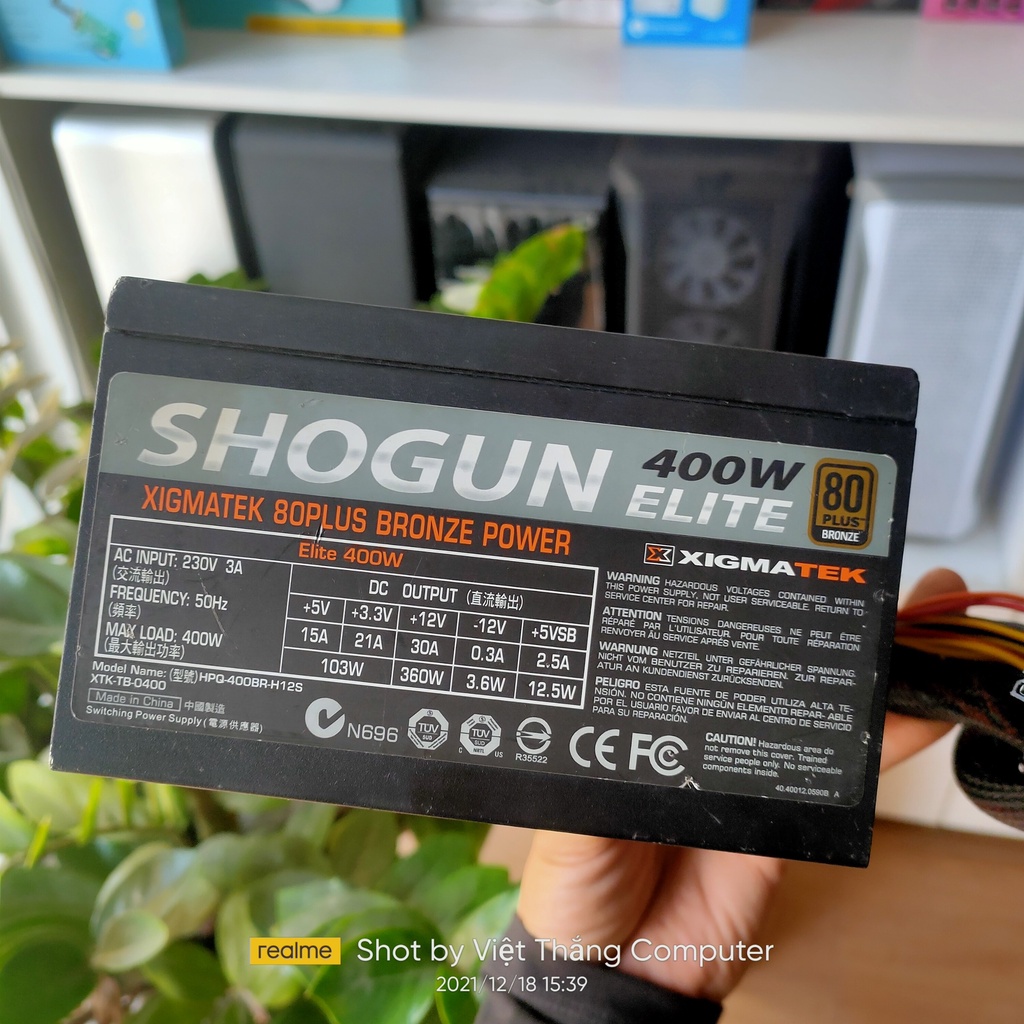 SHOGUN
400W
ELITE
80
PLUS
BRONZE
XIGMATEK 80PLUS BRONZE POWER
Elite 400W
XIGMATEK
AC INPUT: 230V 3A
(交流輸出)
FREQUENCY: 50Hz
(頻率)
MAX LOAD: 400W
(最大輸出功率)
DC OUTPUT (直流輸出)
+5V +3.3V +12V -12V +5VSB
15A 21A 30A 0.3A 2.5A
103W 360W 3.6W 12.5W
Model Name: (型號) HPQ-400BR-H12S
XTK-TB-0400
Made in China 中國製造
Switching Power Supply (電源供應器)
WARNING HAZARDOUS VOLTAGES CONTAINED WITHIN
THIS POWER SUPPLY, NOT USER SERVICEABLE. RETURN TO
SERVICE CENTER FOR REPAIR.
ATTENTION TENSIONS DANGEREUSES NE PEUT ÊTRE
RÉPARÉ PAR L'UTILISATEUR. POUR TOUTE RÉPARATION
RENVOYER AU SERVICE APRÈS VENTE.
WARNUNG NETZTEIL UNTER GEFÄHRLICHER SPANNUNG.
NICHT VOM BENUTZER ZU REPARIEREN. ZUR REPAR-
ATUR AN KUNDENDIENST ZURÜCKSENDEN.
PELIGRO ESTA FUENTE DE PODER UTILIZA ALTA TE-
NSIÓN. NO CONTIENE NINGÚN ELEMENTO REPAR- ABLE
POR EL USUARIO FAVOR DE ENVIAR AL CENTRO DE SERVICIO
PARA SU REPARACIÓN.
N696
TÜV
SUD
TÜV
SUD
NRTL
C US
R35522
CE FC
CAUTION! Hazardous area do
not remove this cover. Trained
service people only. No serviceable
components inside.
40.40012.0590B A
realme Shot by Việt Thắng Computer
2021/12/18 15:39